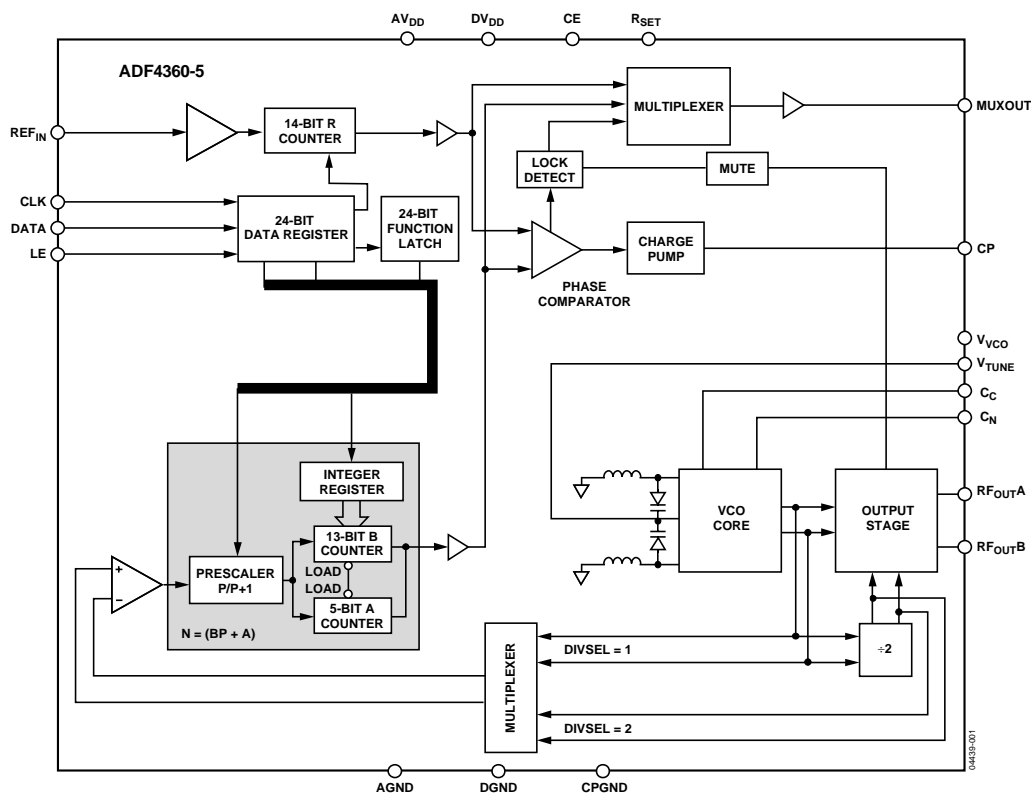 AVDD
DVDD
CE
RSET
ADF4360-5
MULTIPLEXER
MUXOUT
REFIN
14-BIT R
COUNTER
LOCK
DETECT
MUTE
CLK
DATA
LE
24-BIT
DATA REGISTER
24-BIT
FUNCTION
LATCH
CHARGE
PUMP
CP
PHASE
COMPARATOR
VVCO
VTUNE
CC
CN
INTEGER
REGISTER
13-BIT B
COUNTER
LOAD
LOAD
5-BIT A
COUNTER
PRESCALER
P/P+1
+
−
N = (BP + A)
VCO
CORE
OUTPUT
STAGE
RFOUTA
RFOUTB
MULTIPLEXER
DIVSEL = 1
DIVSEL = 2
÷2
04439-001
AGND
DGND
CPGND